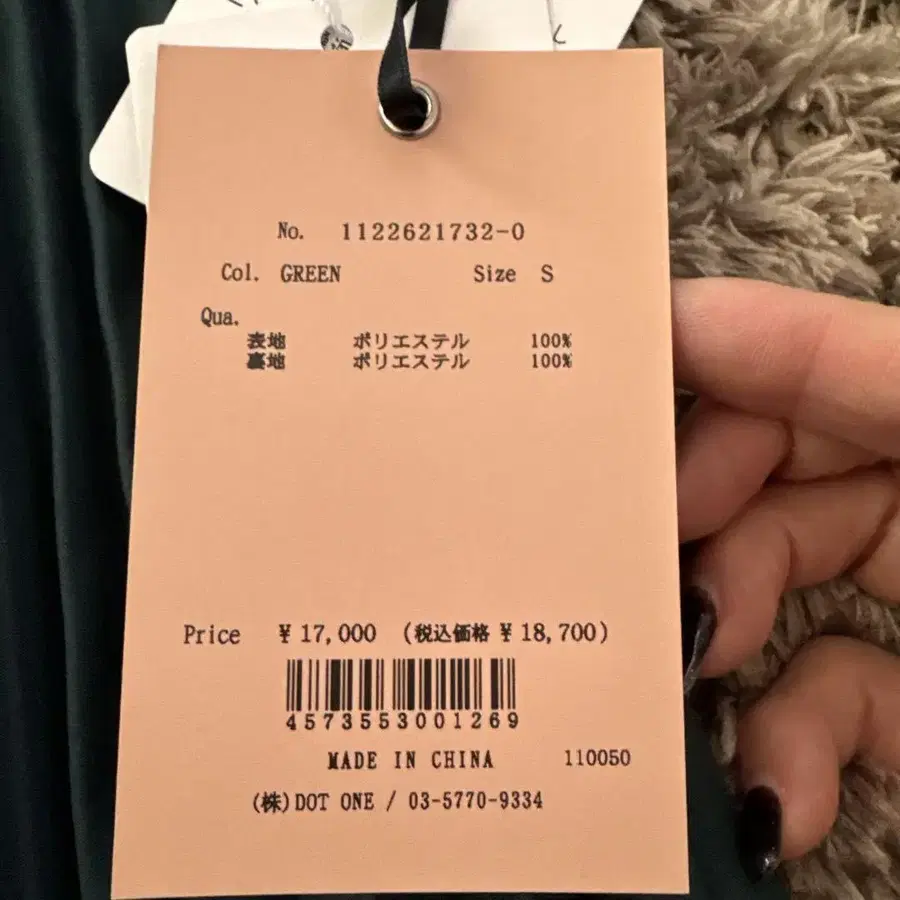 No. 1122621732-0
Col. GREEN Size S
Qua.
表地 ポリエステル 100%
裏地 ポリエステル 100%
Price ¥17,000 (税込価格¥18,700)
4573553001269
MADE IN CHINA 110050
(株)DOT ONE / 03-5770-9334